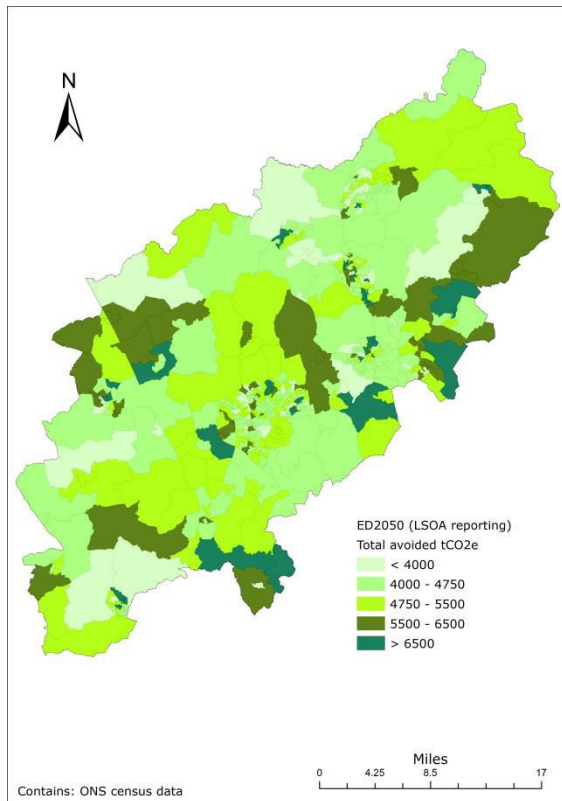 N
ED2050 (LSOA reporting)
Total avoided tCO2e
< 4000
4000 - 4750
4750 - 5500
5500 - 6500
> 6500
Miles
0 4.25 8.5 17
Contains: ONS census data